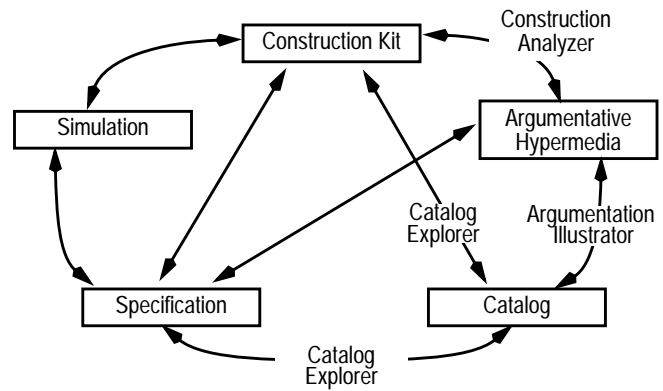 Construction
Analyzer
Construction Kit
Simulation
Argumentative
Hypermedia
Catalog
Explorer
Argumentation
Illustrator
Specification
Catalog
Catalog
Explorer